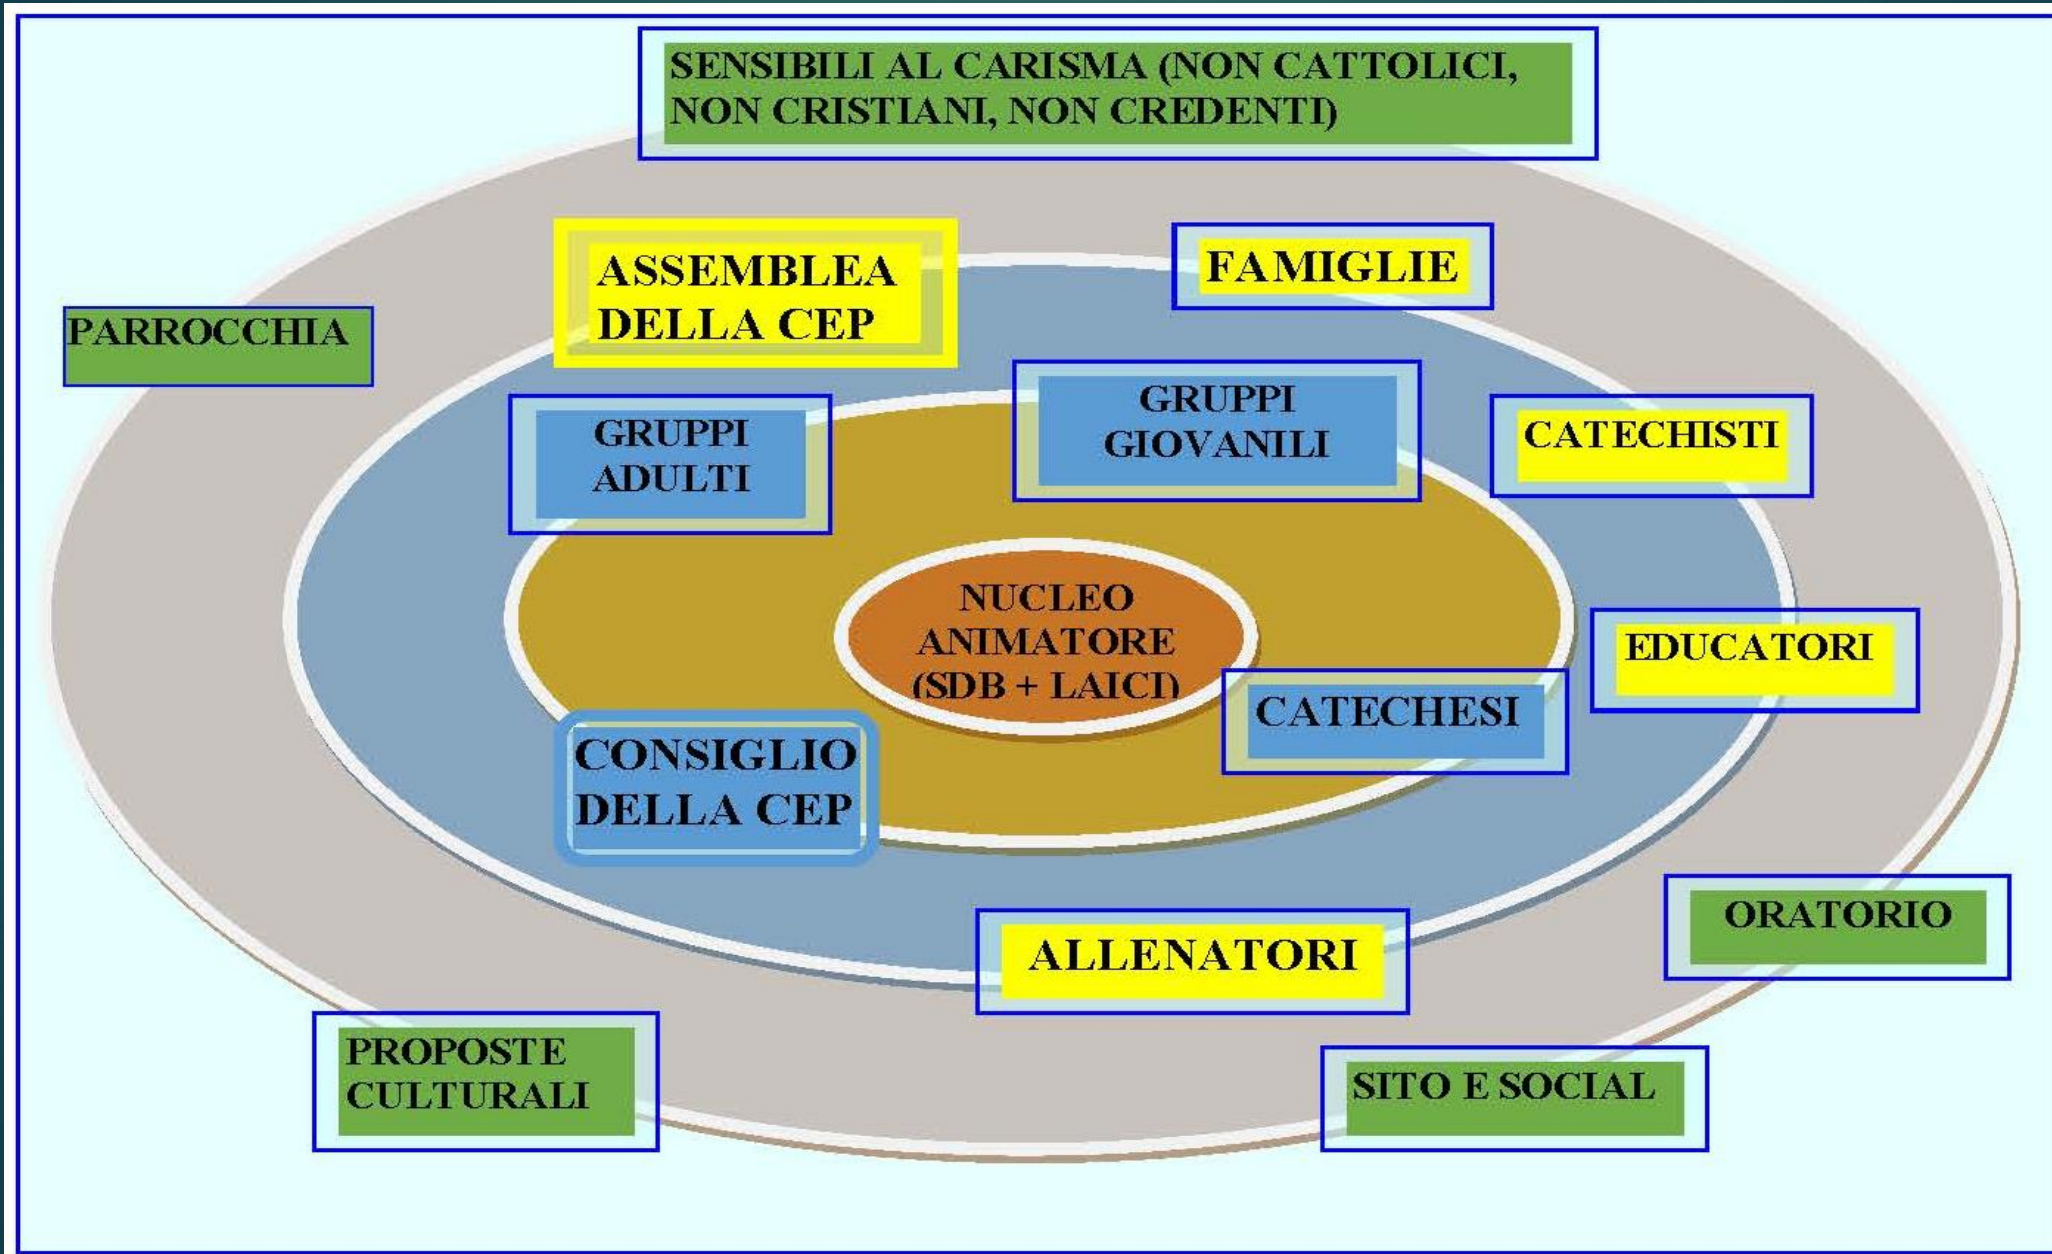 SENSIBILI AL CARISMA (NON CATTOLICI,
NON CRISTIANI, NON CREDENTI)
ASSEMBLEA
DELLA CEP
FAMIGLIE
PARROCCHIA
GRUPPI
ADULTI
GRUPPI
GIOVANILI
CATECHISTI
NUCLEO
ANIMATORE
(SDB + LAICI)
EDUCATORI
CATECHESI
CONSIGLIO
DELLA CEP
ORATORIO
ALLENATORI
PROPOSTE
CULTURALI
SITO E SOCIAL